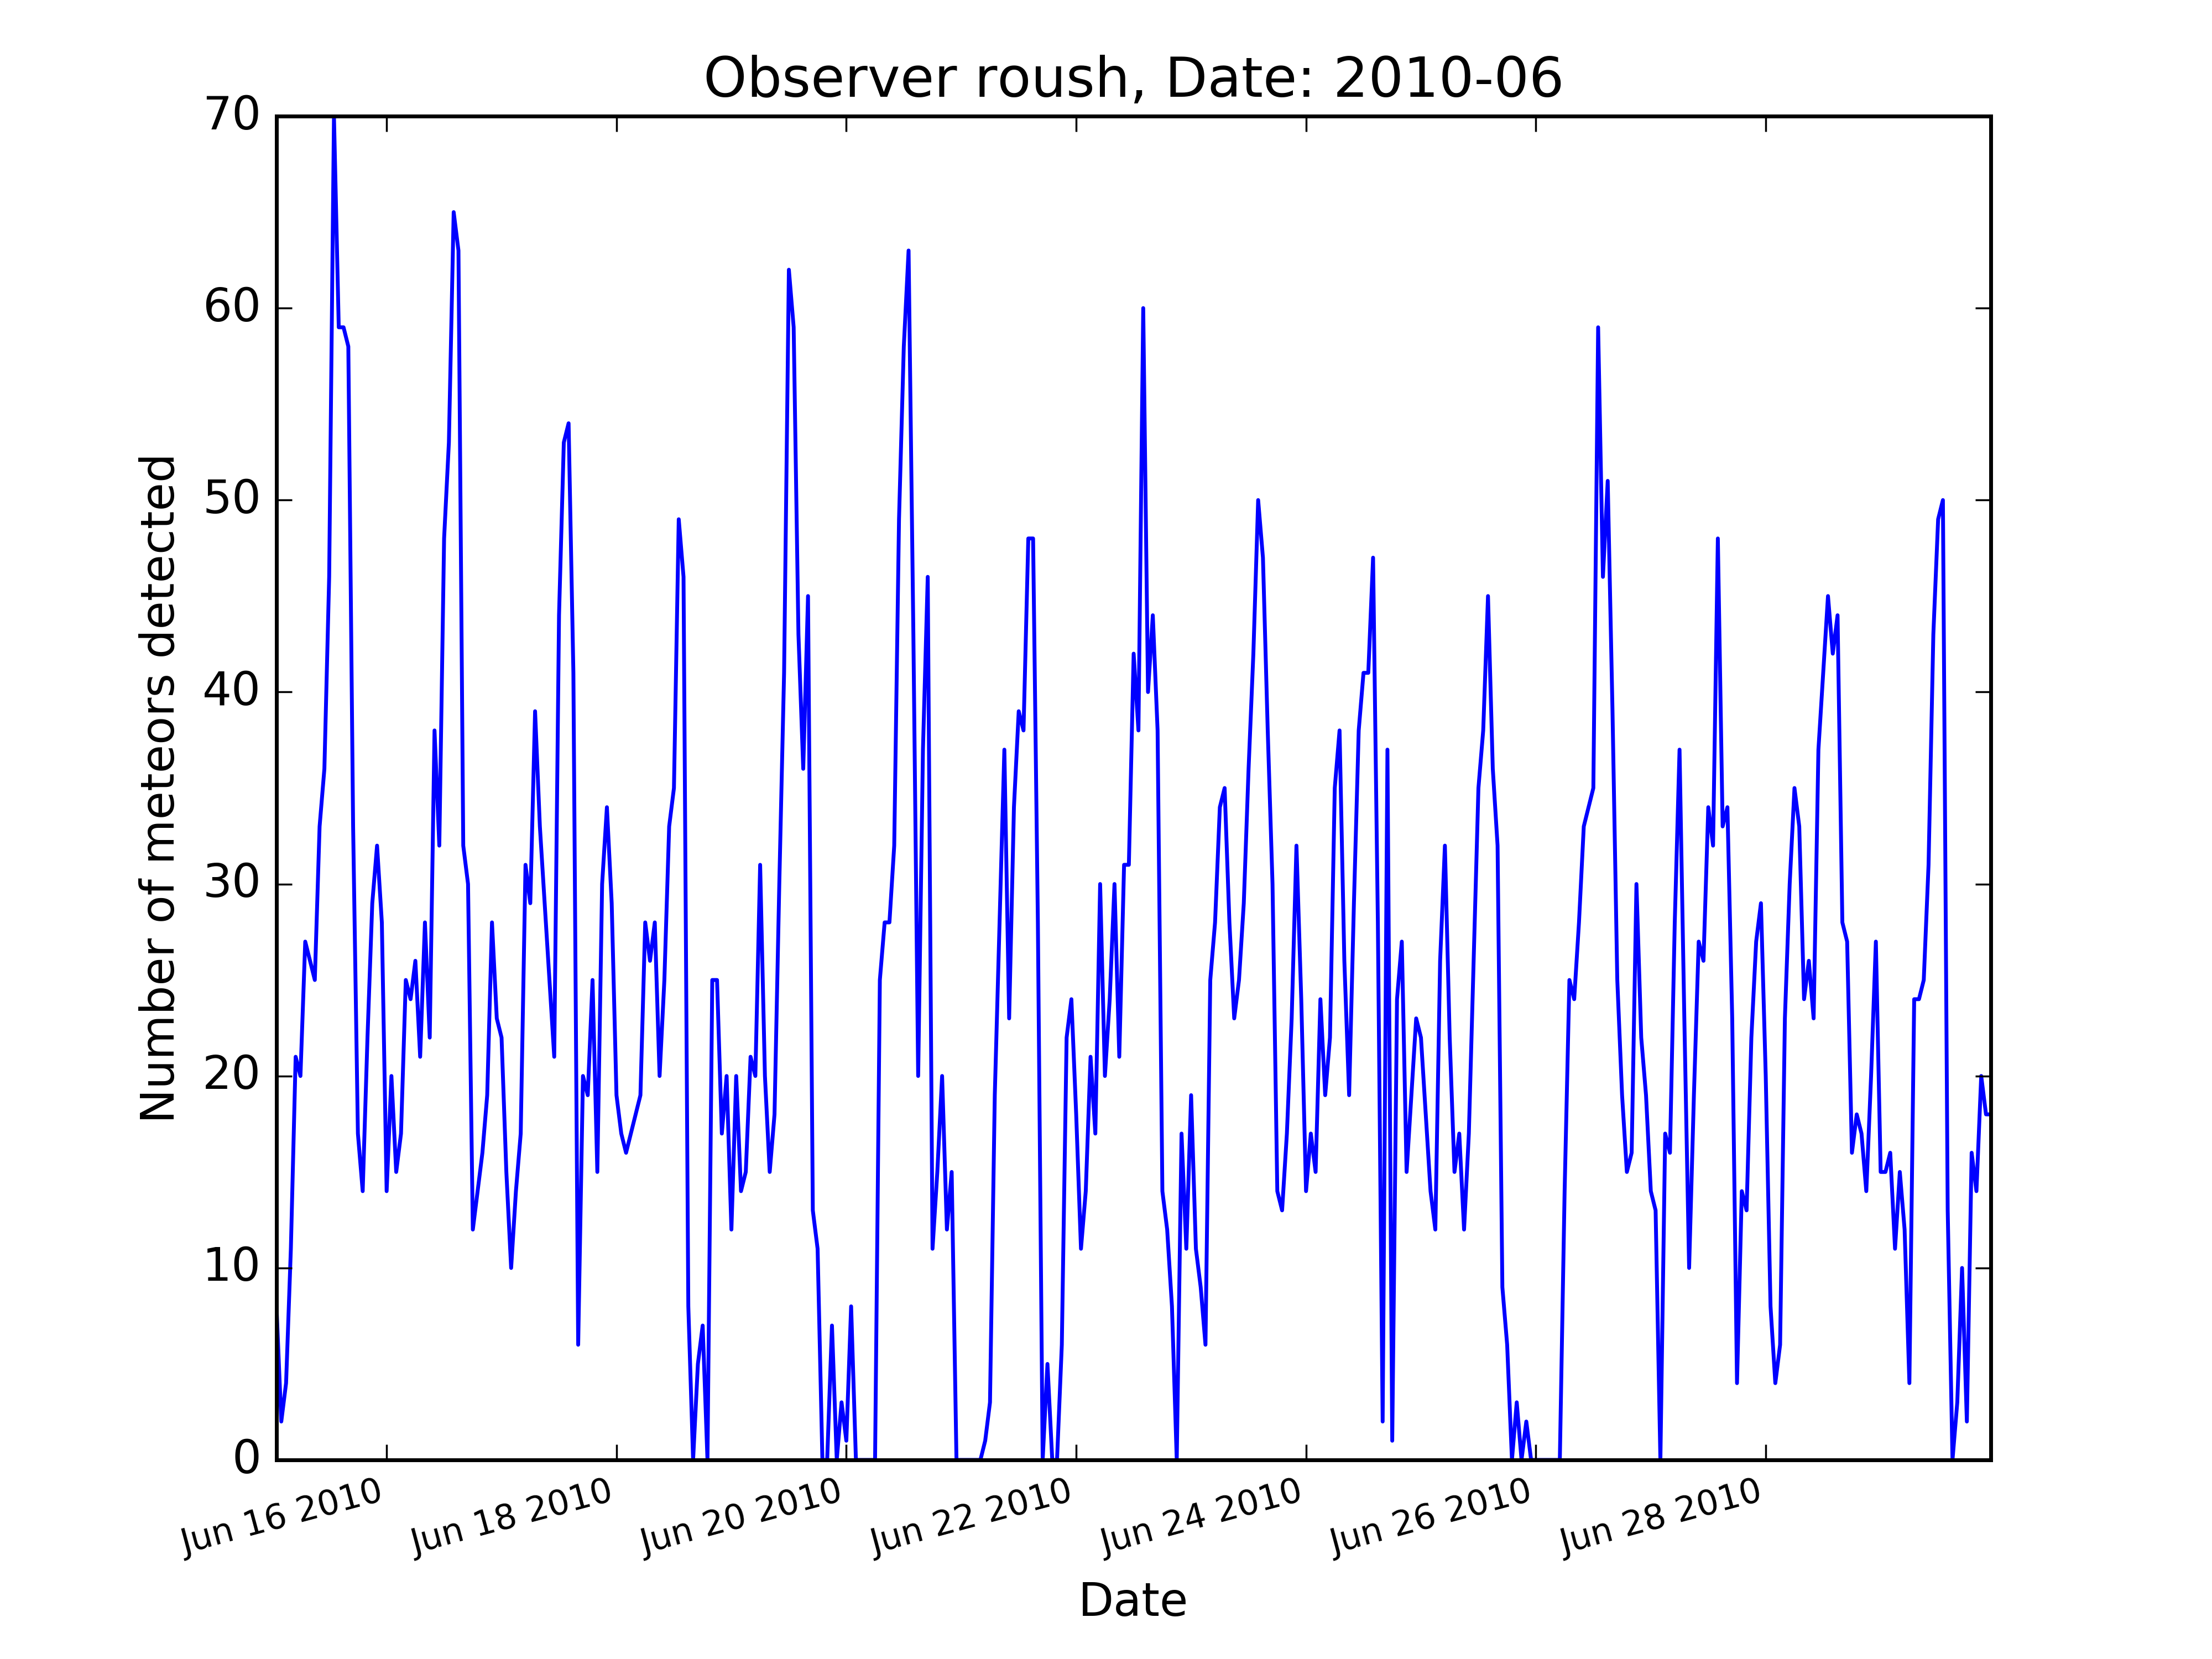 Observer roush, Date: 2010-06
70
60
50
40
30
20
10
0
Number of meteors detected
Jun 16 2010
Jun 18 2010
Jun 20 2010
Jun 22 2010
Jun 24 2010
Jun 26 2010
Jun 28 2010
Date